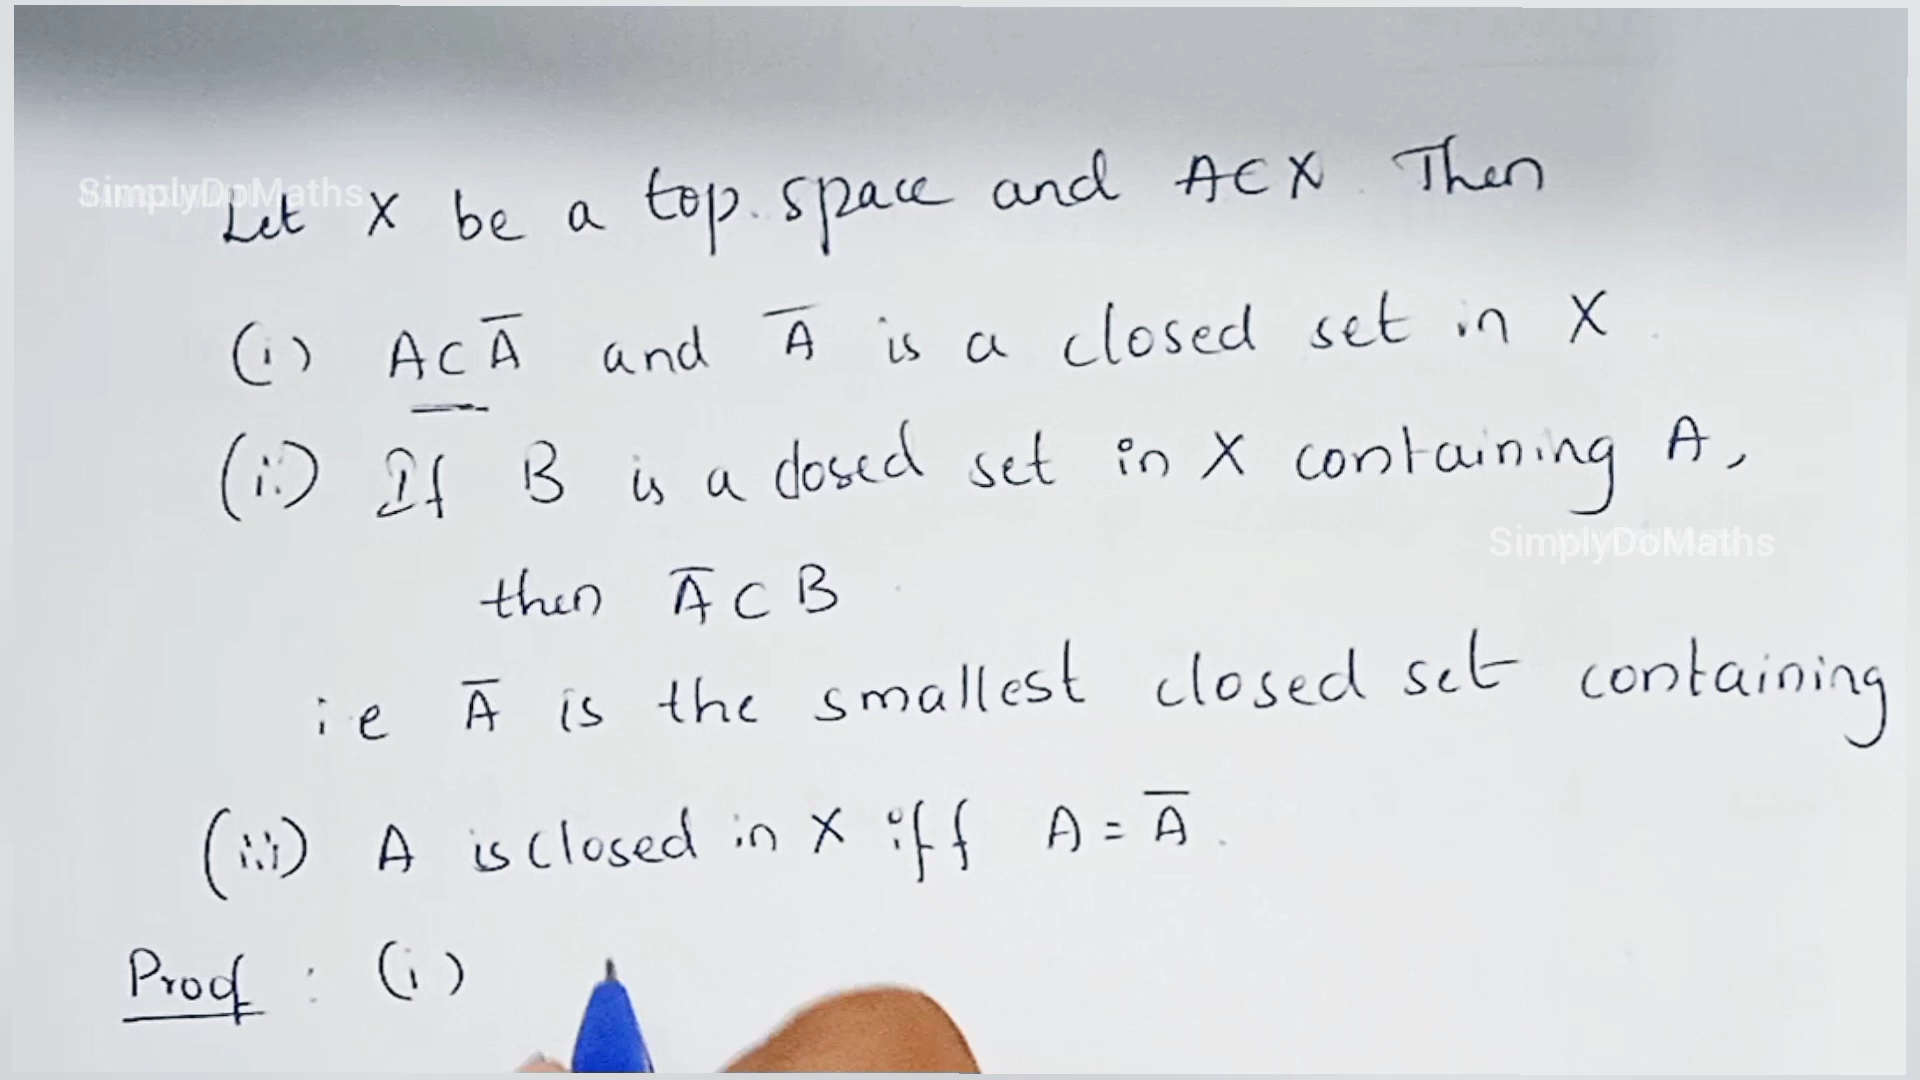 SimplyDoMaths
Let X be a top. space and A⊂X. Then
(i) A⊂A̅ and A̅ is a closed set in X.
(ii) If B is a closed set in X containing A,
SimplyDoMaths
then A̅ ⊂ B
i.e A̅ is the smallest closed set containing
(iii) A is closed in X iff A = A̅.
Proof : (i)